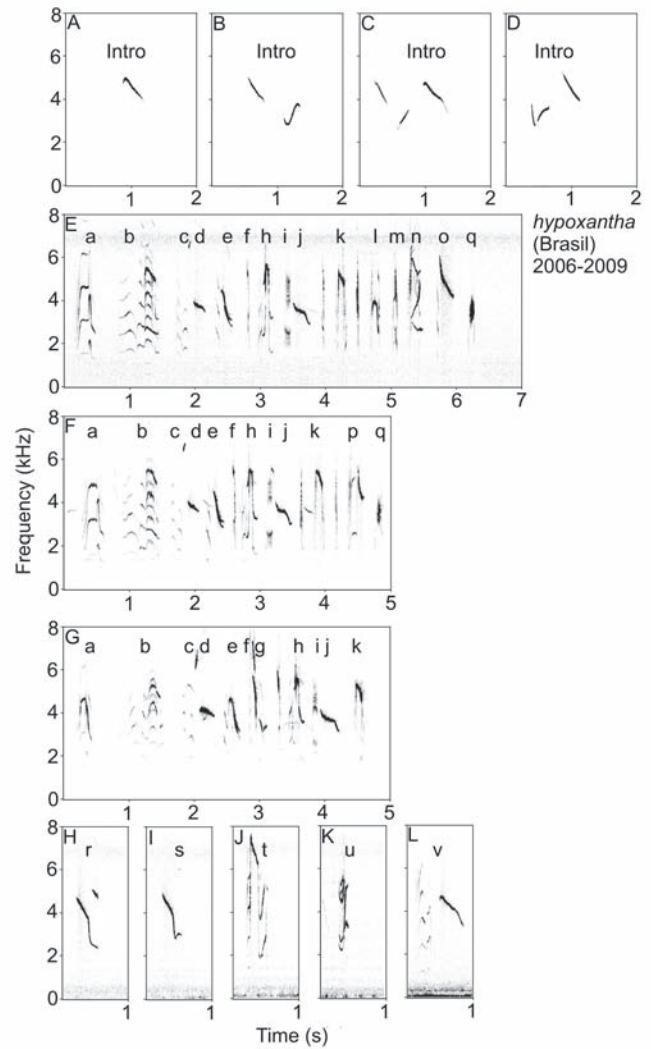 A B C D
Intro Intro Intro Intro
8
6
4
2
0
1 2 1 2 1 2 1 2
hypoxantha
(Brasil)
2006-2009
E
a b c d e f h i j k l m n o q
8
6
4
2
0
1 2 3 4 5 6 7
F
a b c d e f h i j k p q
8
6
4
2
0
1 2 3 4 5
Frequency (kHz)
G
a b c d e f g h i j k
8
6
4
2
0
1 2 3 4 5
H I J K L
r s t u v
8
6
4
2
0
1 1 1 1 1
Time (s)